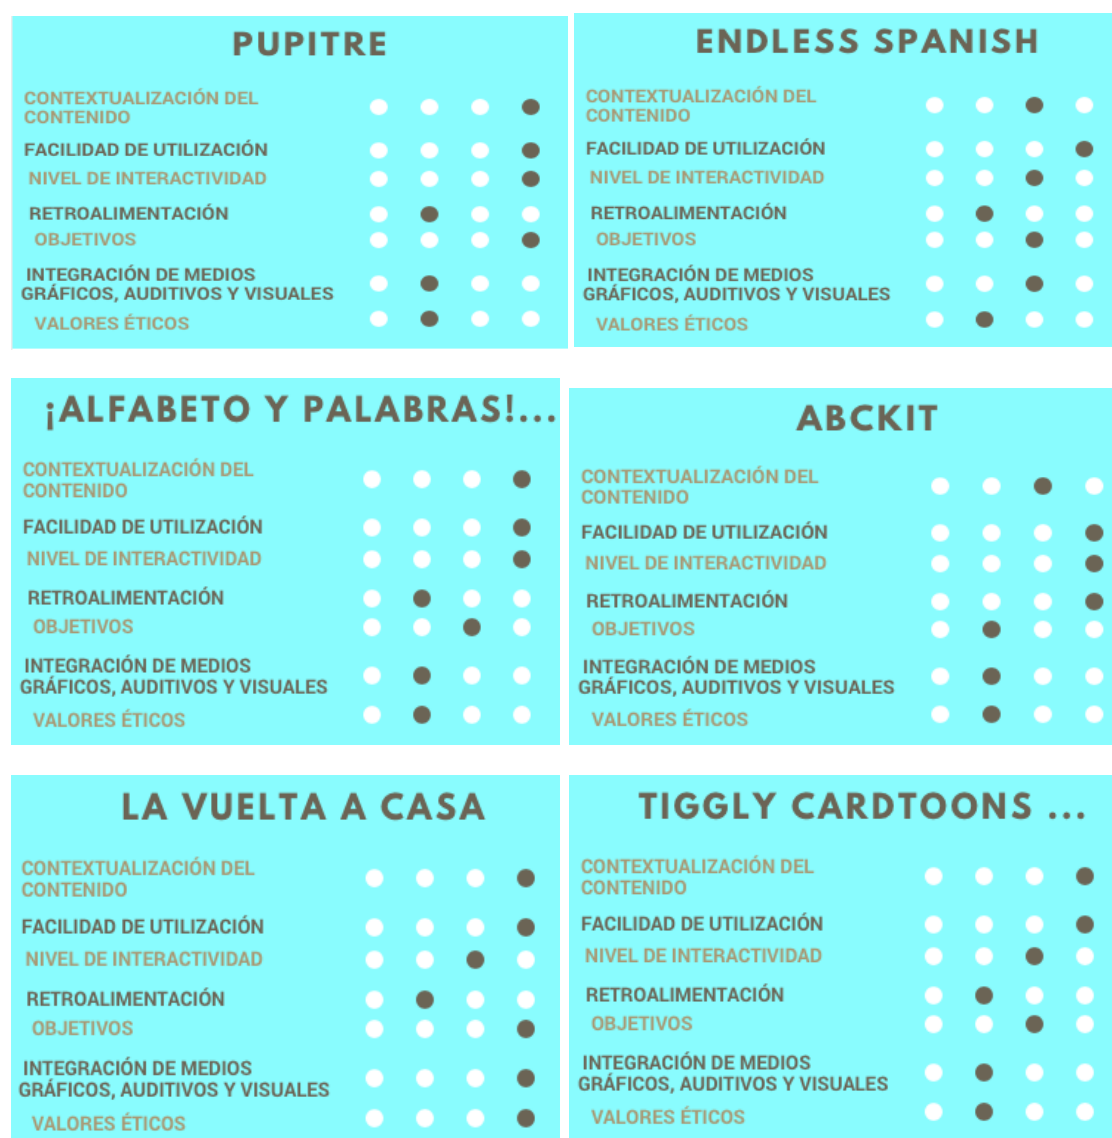 PUPITRE
CONTEXTUALIZACIÓN DEL
CONTENIDO
FACILIDAD DE UTILIZACIÓN
NIVEL DE INTERACTIVIDAD
RETROALIMENTACIÓN
OBJETIVOS
INTEGRACIÓN DE MEDIOS
GRÁFICOS, AUDITIVOS Y VISUALES
VALORES ÉTICOS
ENDLESS SPANISH
CONTEXTUALIZACIÓN DEL
CONTENIDO
FACILIDAD DE UTILIZACIÓN
NIVEL DE INTERACTIVIDAD
RETROALIMENTACIÓN
OBJETIVOS
INTEGRACIÓN DE MEDIOS
GRÁFICOS, AUDITIVOS Y VISUALES
VALORES ÉTICOS
¡ALFABETO Y PALABRAS!...
CONTEXTUALIZACIÓN DEL
CONTENIDO
FACILIDAD DE UTILIZACIÓN
NIVEL DE INTERACTIVIDAD
RETROALIMENTACIÓN
OBJETIVOS
INTEGRACIÓN DE MEDIOS
GRÁFICOS, AUDITIVOS Y VISUALES
VALORES ÉTICOS
ABCKIT
CONTEXTUALIZACIÓN DEL
CONTENIDO
FACILIDAD DE UTILIZACIÓN
NIVEL DE INTERACTIVIDAD
RETROALIMENTACIÓN
OBJETIVOS
INTEGRACIÓN DE MEDIOS
GRÁFICOS, AUDITIVOS Y VISUALES
VALORES ÉTICOS
LA VUELTA A CASA
CONTEXTUALIZACIÓN DEL
CONTENIDO
FACILIDAD DE UTILIZACIÓN
NIVEL DE INTERACTIVIDAD
RETROALIMENTACIÓN
OBJETIVOS
INTEGRACIÓN DE MEDIOS
GRÁFICOS, AUDITIVOS Y VISUALES
VALORES ÉTICOS
TIGGLY CARDTOONS ...
CONTEXTUALIZACIÓN DEL
CONTENIDO
FACILIDAD DE UTILIZACIÓN
NIVEL DE INTERACTIVIDAD
RETROALIMENTACIÓN
OBJETIVOS
INTEGRACIÓN DE MEDIOS
GRÁFICOS, AUDITIVOS Y VISUALES
VALORES ÉTICOS